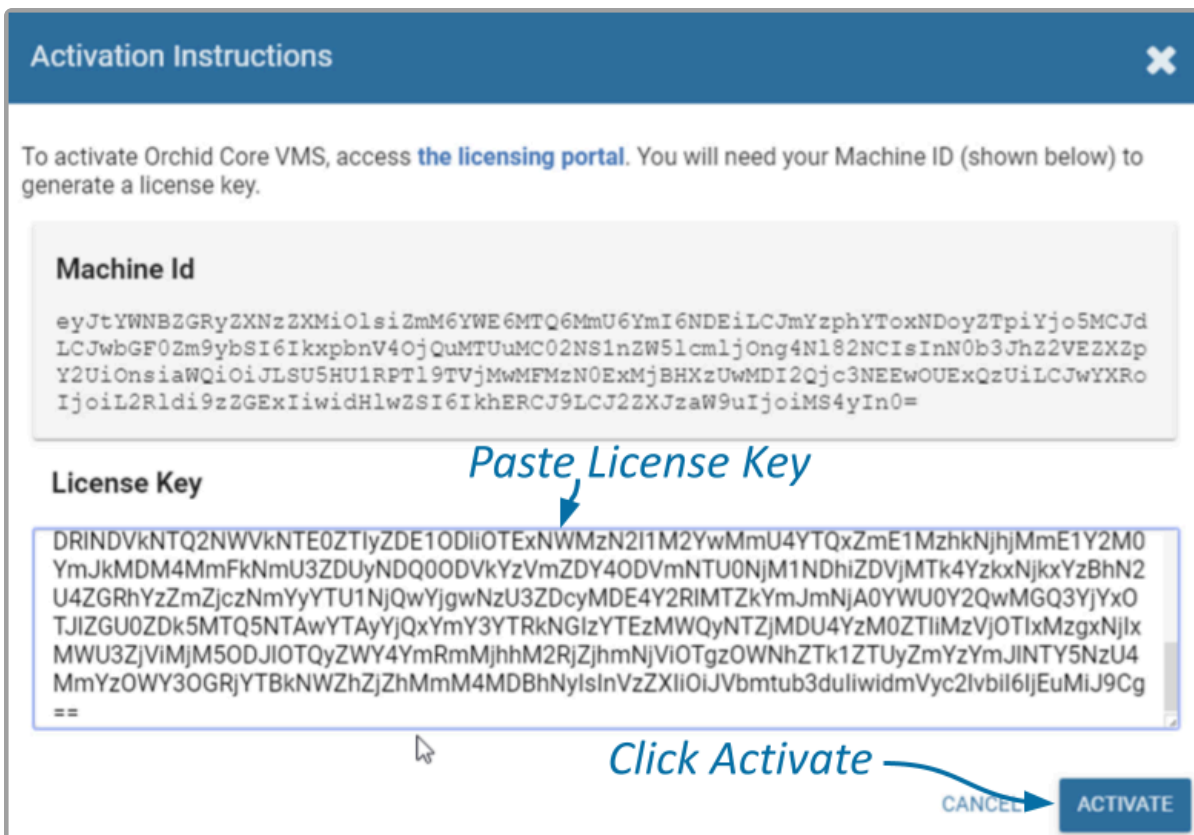 Activation Instructions
To activate Orchid Core VMS, access the licensing portal. You will need your Machine ID (shown below) to
generate a license key.
Machine Id
eyJtYWNBZGRyZXNzZXMiOlsiZmM6YWE6MTQ6MmU6YmI6NDEiLCJmYzphYToxNDoyZTpiYjo5MCJd
LCJwbGF0Zm9ybSI6IkxpbnV4OjQuMTUuMC02NS1nZW5lcmljOng4Nl82NCIsInN0b3JhZ2VEZXZp
Y2UiOnsiaWQiOiJLSU5HU1RPTl9TVjMwMFMzN0ExMjBHXzUwMDI2Qjc3NEEwOUExQzUiLCJwYXRo
IjoiL2Rldi9zZGExIiwidHlwZSI6IkhERCJ9LCJ2ZXJzaW9uIjoiMS4yIn0=
Paste License Key
License Key
DRlNDVkNTQ2NWVkNTE0ZTIyZDE1ODliOTExNWMzN2I1M2YwMmU4YTQxZmE1MzhkNjhjMmE1Y2M0
YmJkMDM4MmFkNmU3ZDUyNDQ0ODVkYzVmZDY4ODVmNTU0NjM1NDhiZDVjMTk4YzkxNjkxYzBhN2
U4ZGRhYzZmZjczNmYyYTU1NjQwYjgwNzU3ZDcyMDE4Y2RlMTZkYmJmNjA0YWU0Y2QwMGQ3YjYxO
TJlZGU0ZDk5MTQ5NTAwYTAyYjQxYmY3YTRkNGIzYTEzMWQyNTZjMDU4YzM0ZTliMzVjOTIxMzgxNjIx
MWU3ZjViMjM5ODJlOTQyZWY4YmRmMjhhM2RjZjhmNjViOTgzOWNhZTk1ZTUyZmYzYmJlNTY5NzU4
MmYzOWY3OGRjYTBkNWZhZjZhMmM4MDBhNyIsInVzZXIiOiJVbmtub3duIiwidmVyc2lvbiI6IjEuMiJ9Cg
==
Click Activate
CANCEL ACTIVATE